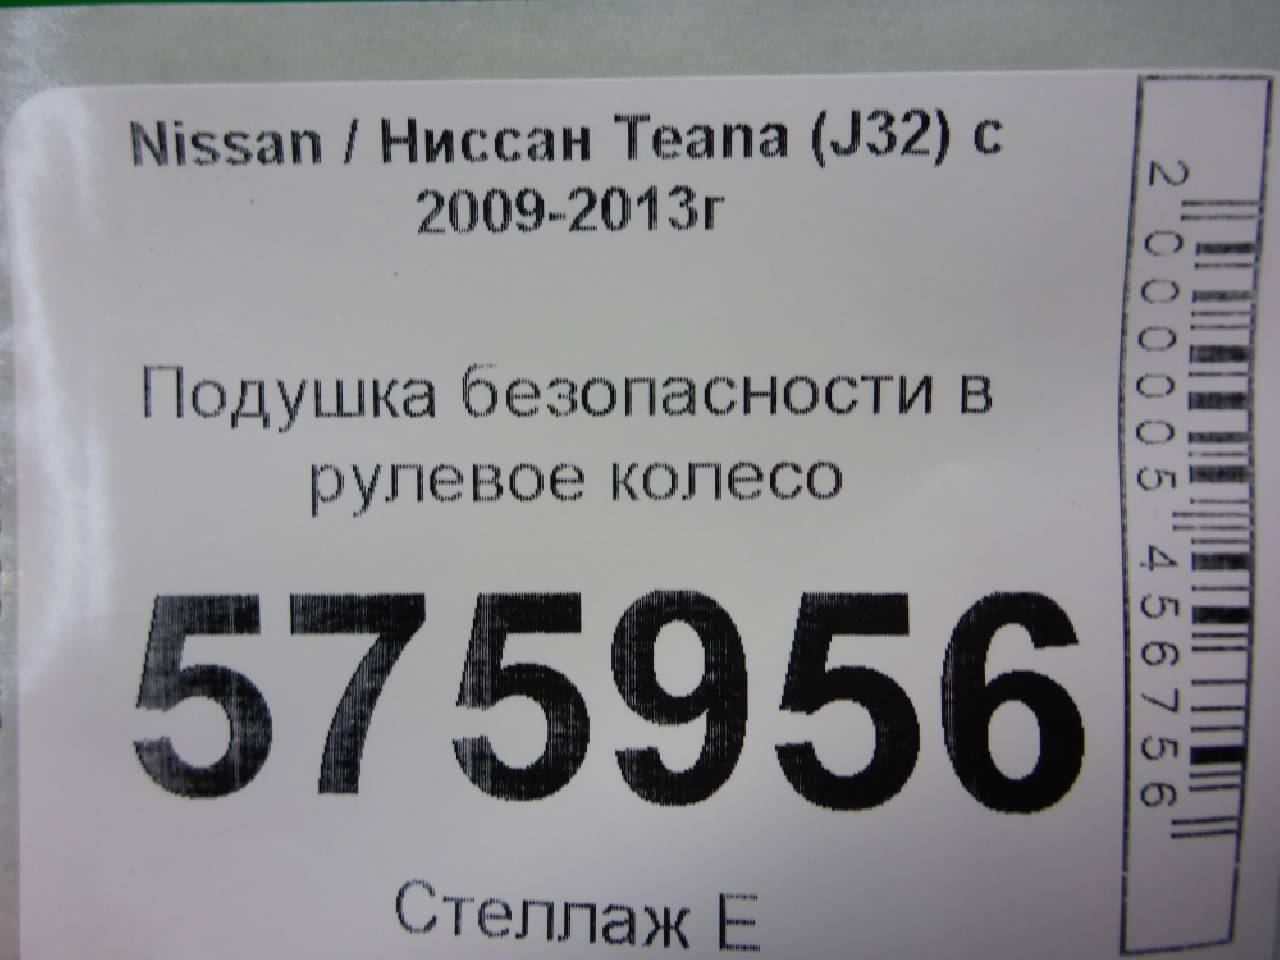 Nissan / Ниссан Teana (J32) с
2009-2013г
Подушка безопасности в
рулевое колесо
575956
Стеллаж Е
2000005456756